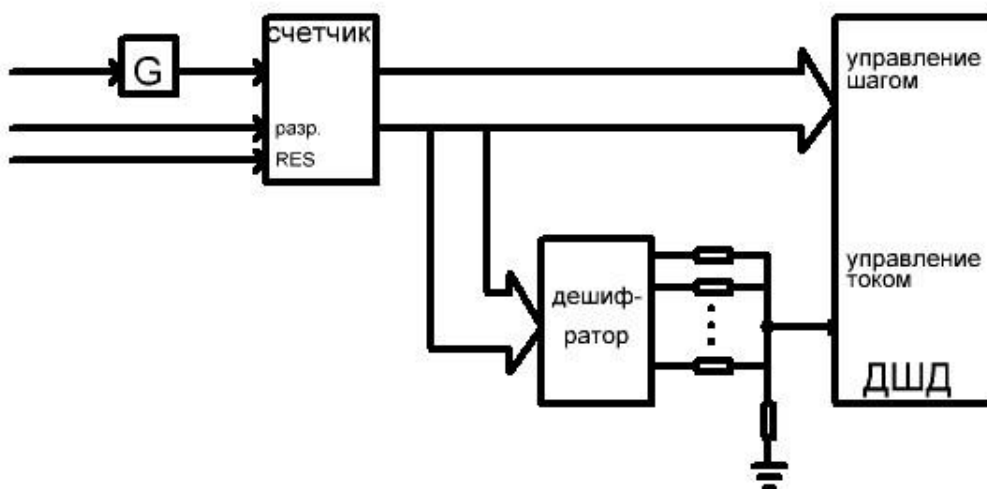 счетчик
G
разр.
RES
управление
шагом
дешиф-
ратор
управление
током
ДШД